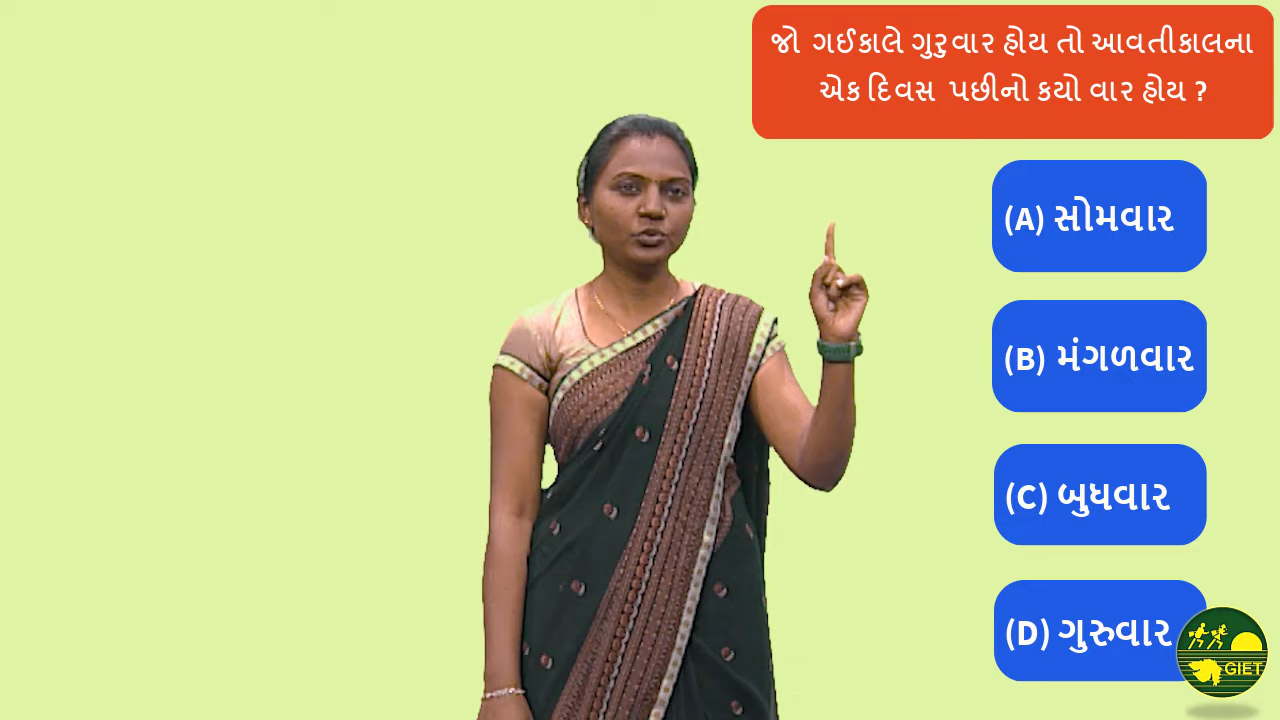 જો ગઈકાલે ગુરુવાર હોય તો આવતીકાલના
એક દિવસ પછીનો કયો વાર હોય ?
(A) સોમવાર
(B) મંગળવાર
(C) બુધવાર
(D) ગુરુવાર
GIET